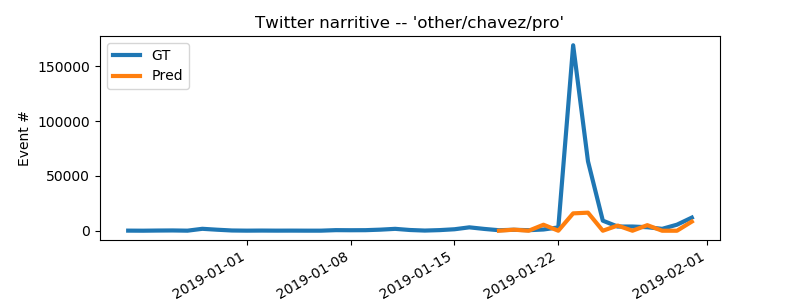 Twitter narritive -- 'other/chavez/pro'
GT
Pred
Event #
150000
100000
50000
0
2019-01-01
2019-01-08
2019-01-15
2019-01-22
2019-02-01